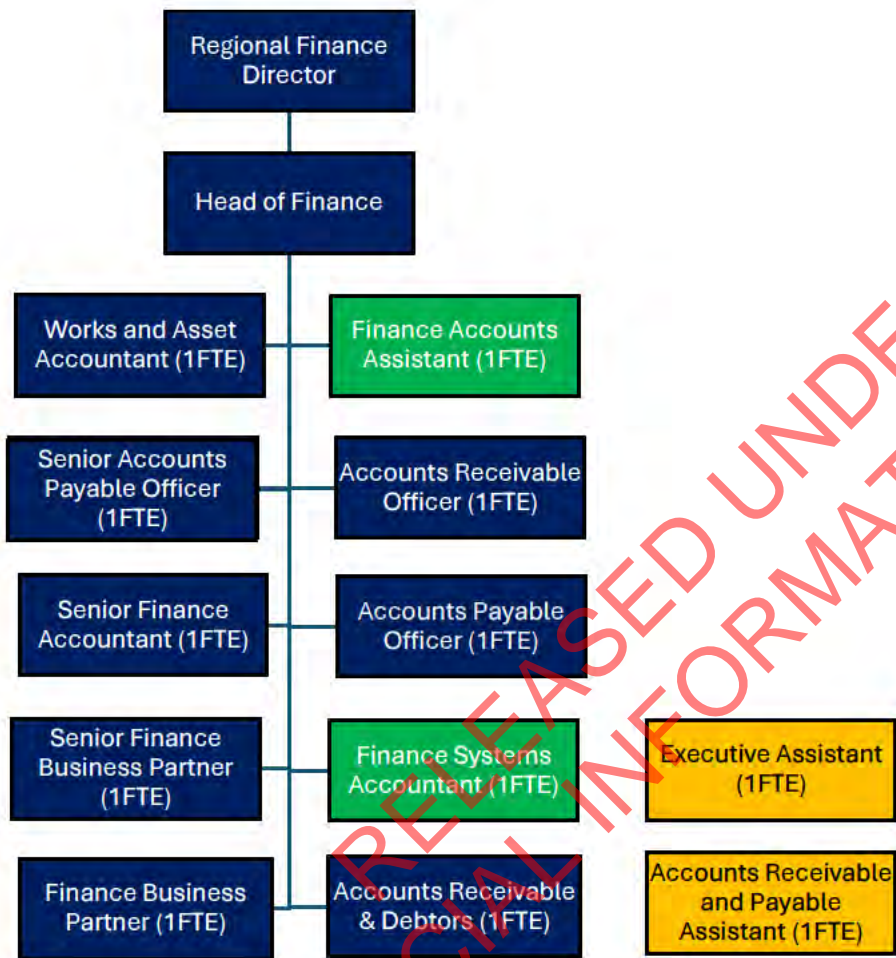 Regional Finance
Director
Head of Finance
Works and Asset
Accountant (1FTE)
Finance Accounts
Assistant (1FTE)
Senior Accounts
Payable Officer
(1FTE)
Accounts Receivable
Officer (1FTE)
Senior Finance
Accountant (1FTE)
Accounts Payable
Officer (1FTE)
Senior Finance
Business Partner
(1FTE)
Finance Systems
Accountant (1FTE)
Executive Assistant
(1FTE)
Finance Business
Partner (1FTE)
Accounts Receivable
& Debtors (1FTE)
Accounts Receivable
and Payable
Assistant (1FTE)
RELEASED